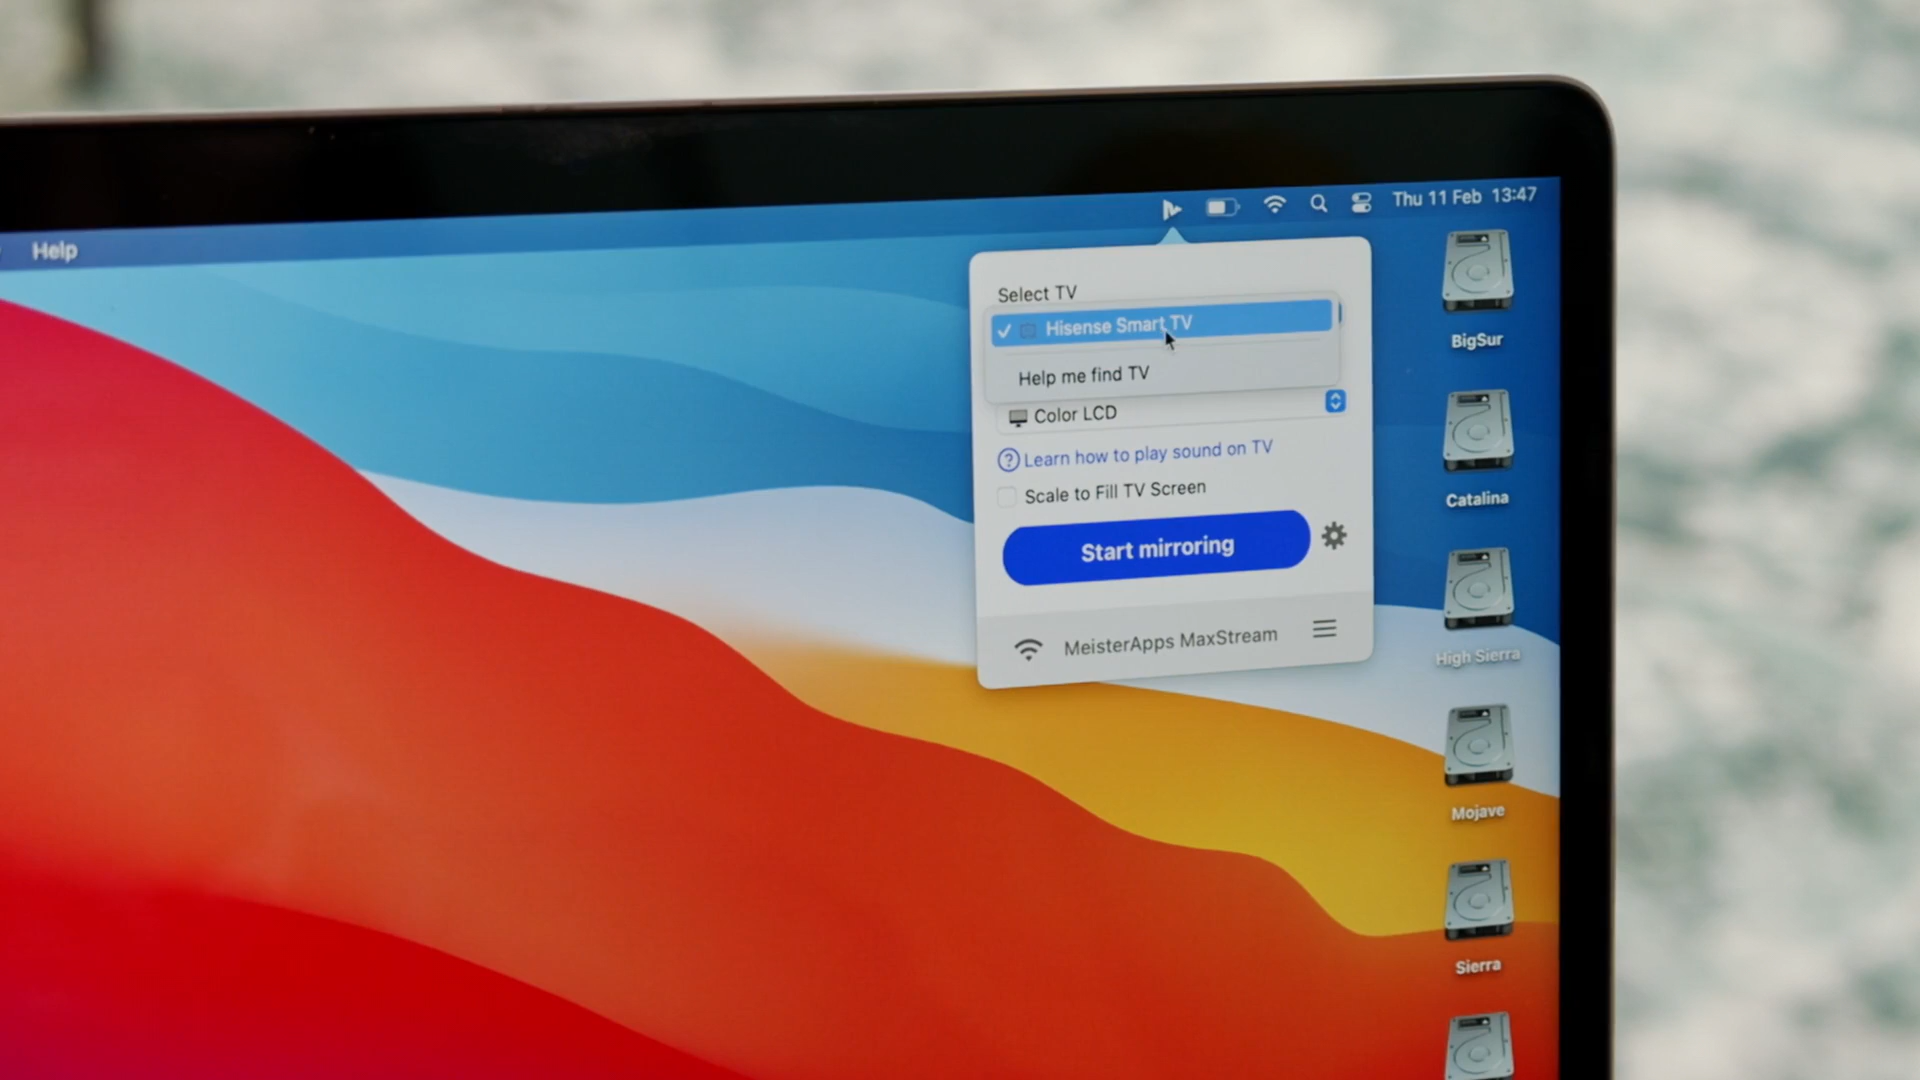 Help
Thu 11 Feb 13:47
Select TV
Hisense Smart TV
Help me find TV
Color LCD
Learn how to play sound on TV
Scale to Fill TV Screen
Start mirroring
MeisterApps MaxStream
BigSur
Catalina
High Sierra
Mojave
Sierra